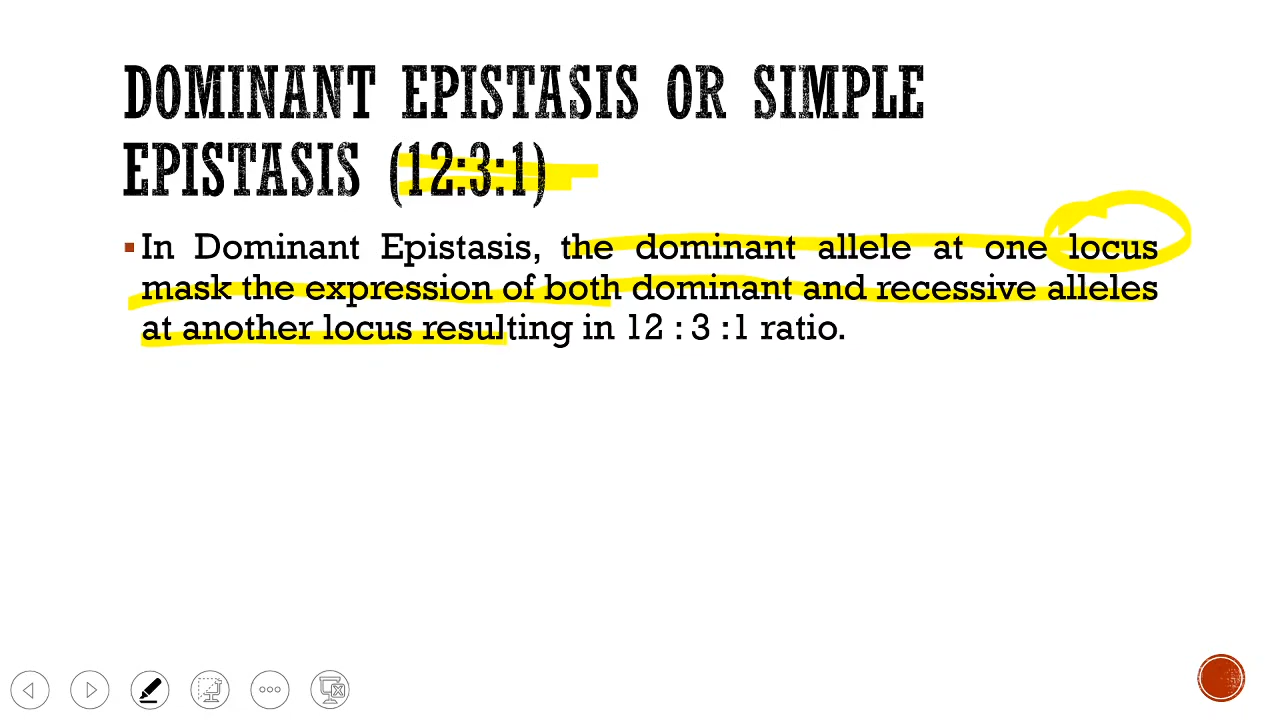 DOMINANT EPISTASIS OR SIMPLE
EPISTASIS (12:3:1)
In Dominant Epistasis, the dominant allele at one locus
mask the expression of both dominant and recessive alleles
at another locus resulting in 12 : 3 :1 ratio.